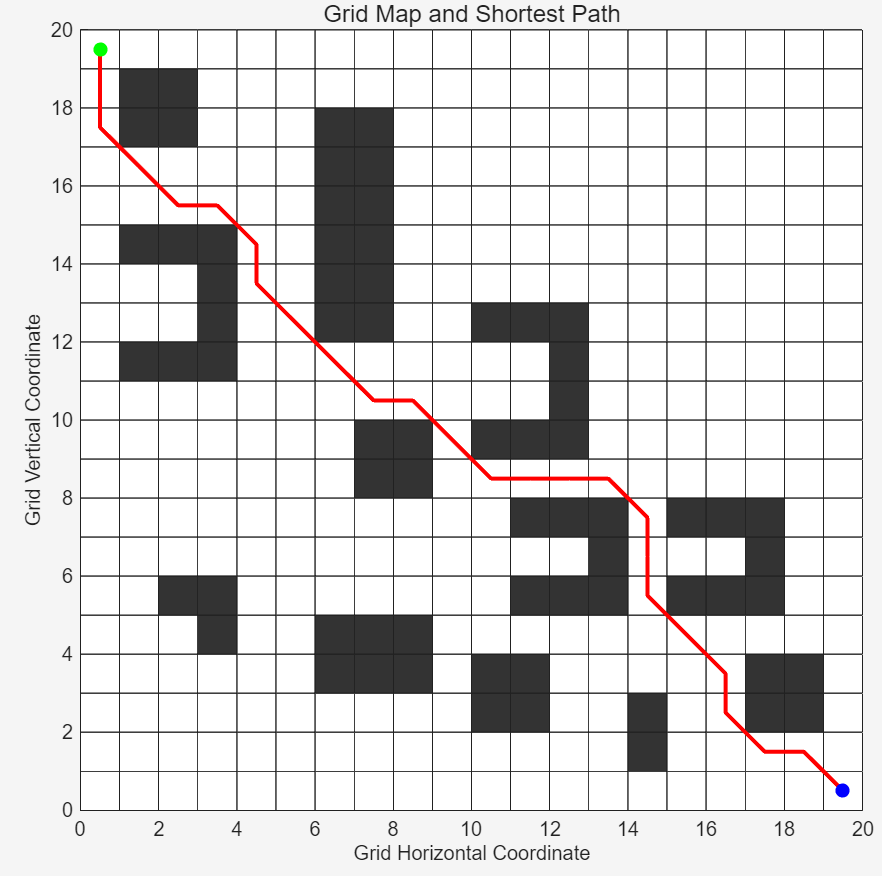 Grid Map and Shortest Path
Grid Vertical Coordinate
20
18
16
14
12
10
8
6
4
2
0
0 2 4 6 8 10 12 14 16 18 20
Grid Horizontal Coordinate